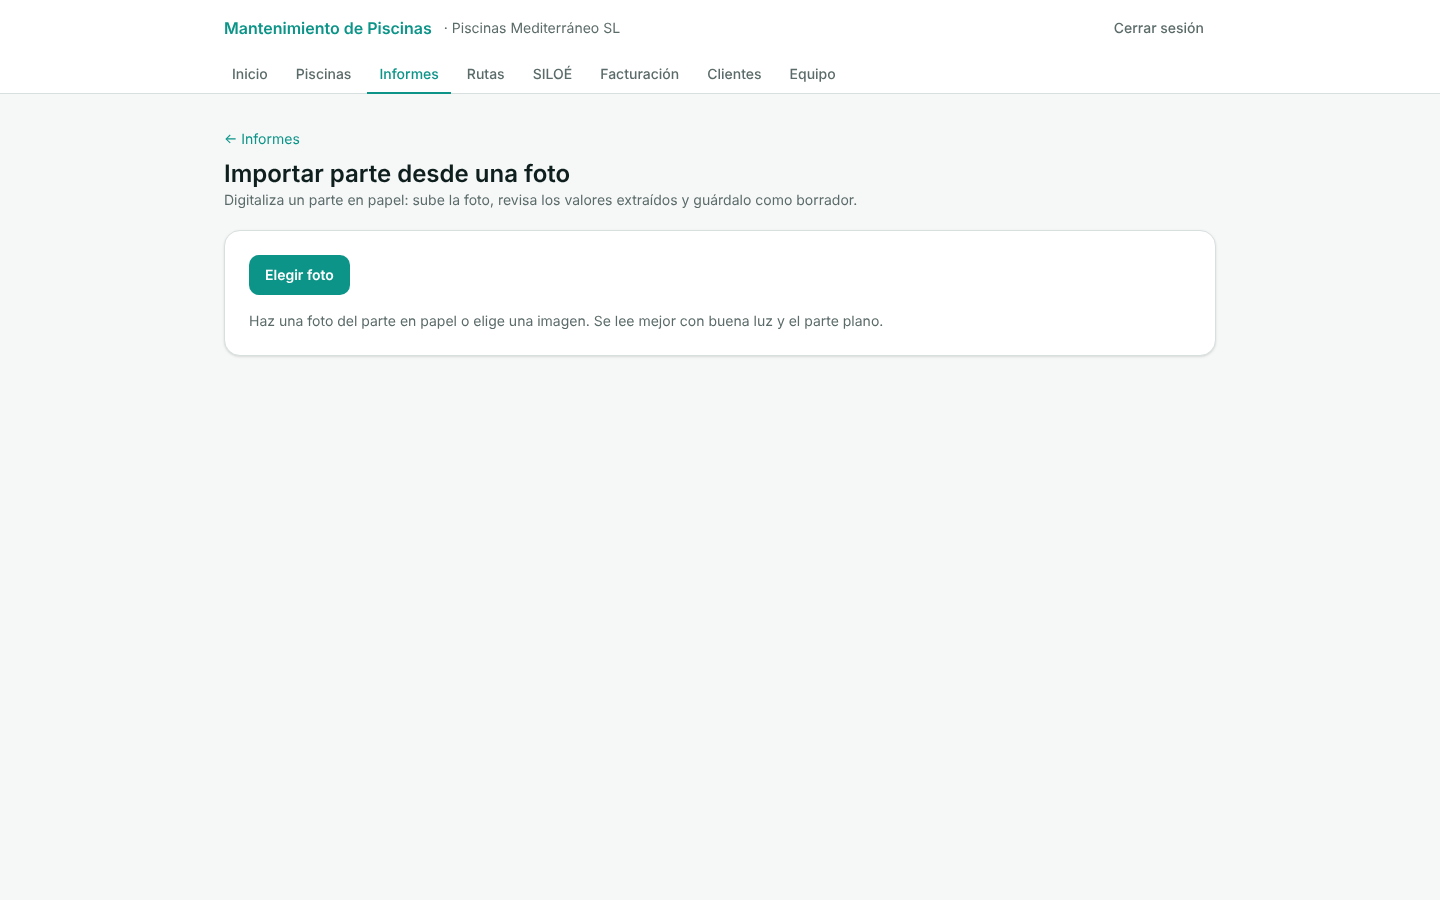 Mantenimiento de Piscinas · Piscinas Mediterráneo SL Cerrar sesión
Inicio Piscinas Informes Rutas SILOÉ Facturación Clientes Equipo
← Informes
Importar parte desde una foto
Digitaliza un parte en papel: sube la foto, revisa los valores extraídos y guárdalo como borrador.
Elegir foto
Haz una foto del parte en papel o elige una imagen. Se lee mejor con buena luz y el parte plano.